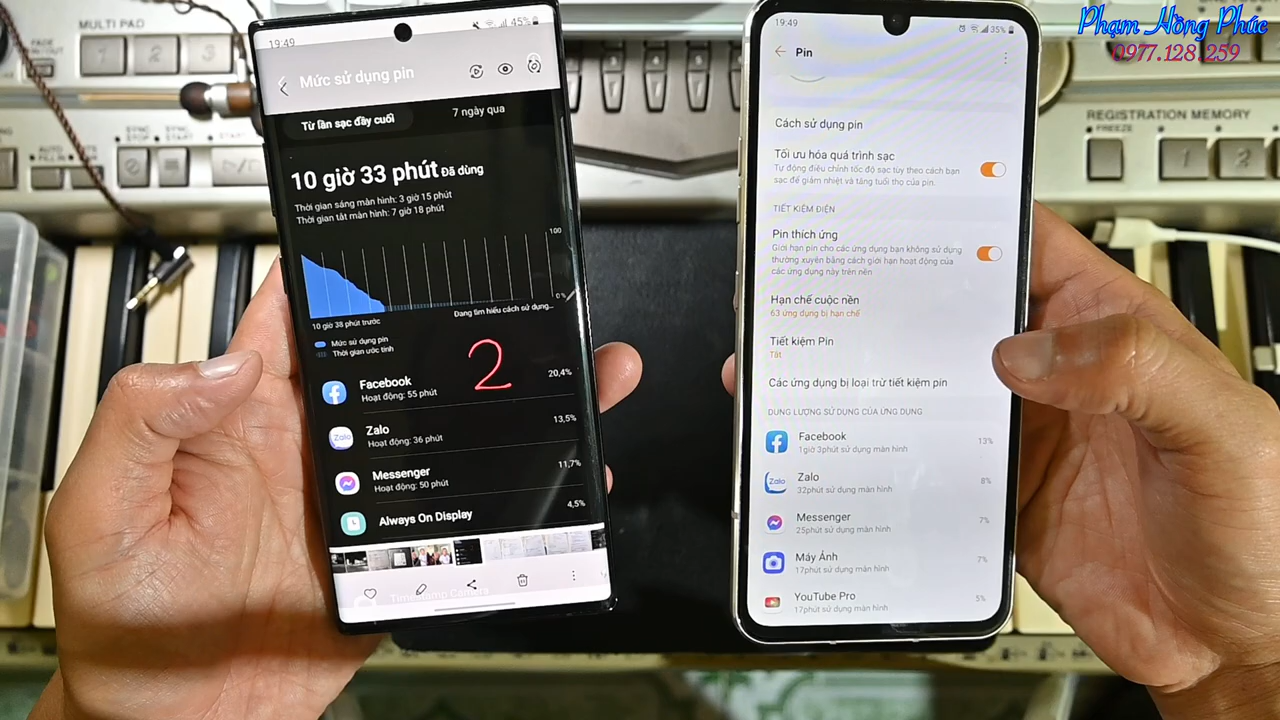 Phạm Hồng Phúc
0977.128.259
MULTI PAD
1
2
3
REGISTRATION MEMORY
FREEZE
1
2
19:49
45%
Mức sử dụng pin
Từ lần sạc đầy cuối
7 ngày qua
10 giờ 33 phút Đã dùng
Thời gian sáng màn hình: 3 giờ 15 phút
Thời gian tắt màn hình: 7 giờ 18 phút
100
0%
10 giờ 38 phút trước
Đang tìm hiểu cách sử dụng...
Mức sử dụng pin
Thời gian ước tính
2
Facebook
20,4%
Hoạt động: 55 phút
Zalo
13,5%
Hoạt động: 36 phút
Messenger
11,7%
Hoạt động: 50 phút
Always On Display
4,5%
Timestamp Camera
19:49
35%
Pin
Cách sử dụng pin
Tối ưu hóa quá trình sạc
Tự động điều chỉnh tốc độ sạc tùy theo cách bạn
sạc để giảm nhiệt và tăng tuổi thọ của pin.
TIẾT KIỆM ĐIỆN
Pin thích ứng
Giới hạn pin cho các ứng dụng bạn không sử dụng
thường xuyên bằng cách giới hạn hoạt động của
các ứng dụng này trên nền
Hạn chế cuộc nền
63 ứng dụng bị hạn chế
Tiết kiệm Pin
Tắt
Các ứng dụng bị loại trừ tiết kiệm pin
DUNG LƯỢNG SỬ DỤNG CỦA ỨNG DỤNG
Facebook
13%
1giờ 3phút sử dụng màn hình
Zalo
8%
32phút sử dụng màn hình
Messenger
7%
25phút sử dụng màn hình
Máy Ảnh
7%
17phút sử dụng màn hình
YouTube Pro
5%
17phút sử dụng màn hình